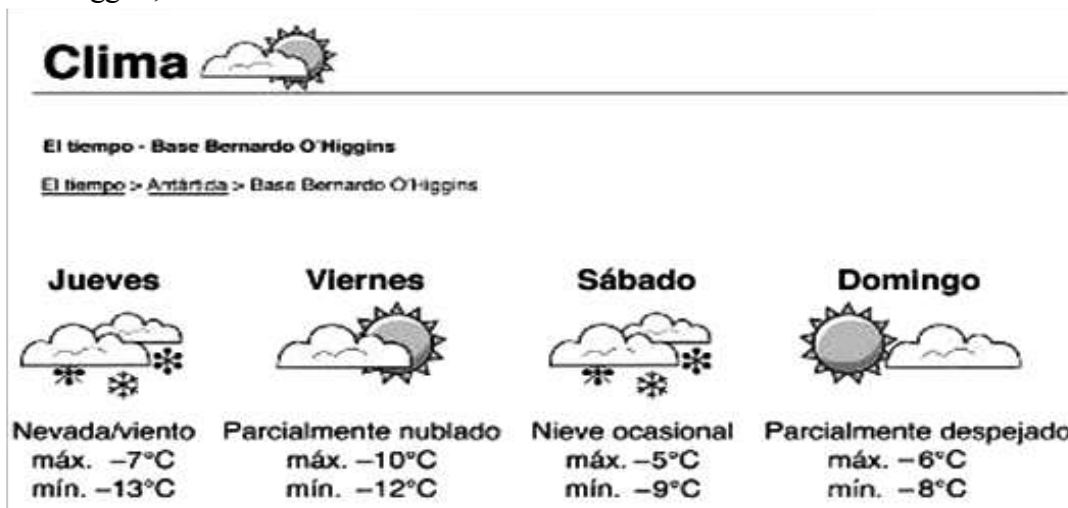 Clima
El tiempo - Base Bernardo O'Higgins
El tiempo > Antártida > Base Bernardo O'Higgins
Jueves Viernes Sábado Domingo
Nevada/viento Parcialmente nublado Nieve ocasional Parcialmente despejado
máx. –7°C máx. –10°C máx. –5°C máx. –6°C
mín. –13°C mín. –12°C mín. –9°C mín. –8°C